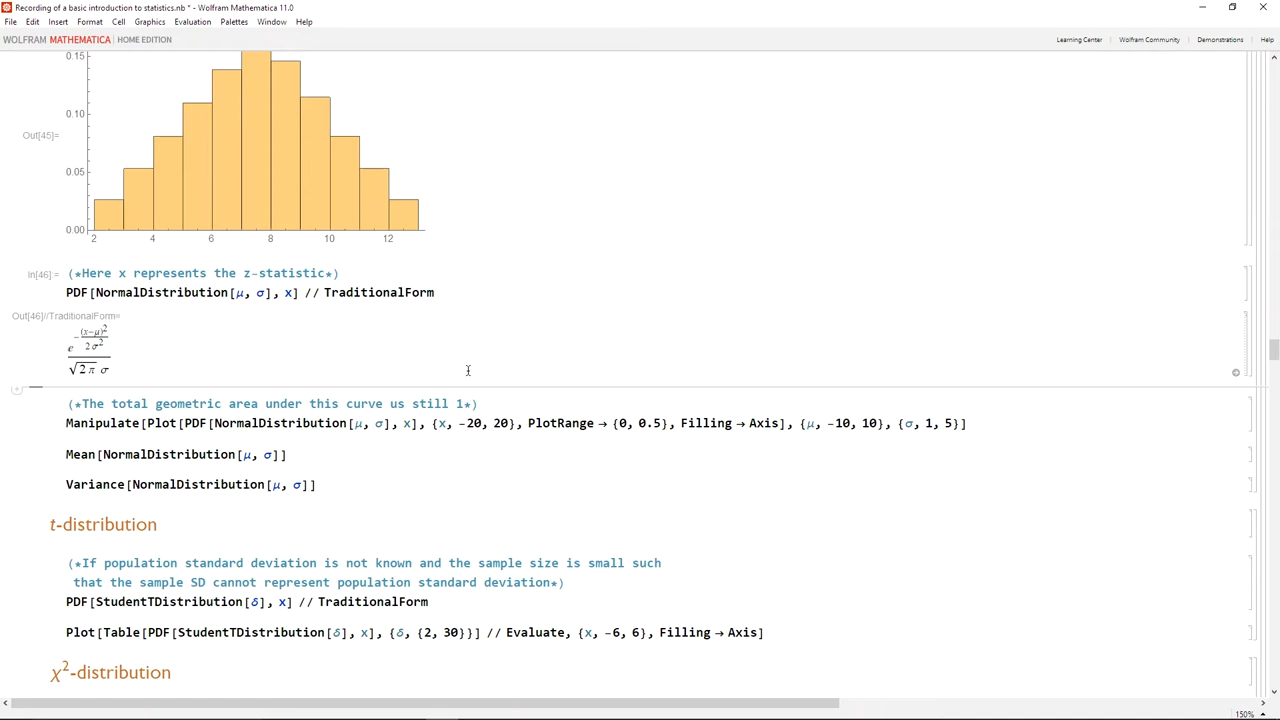 Recording of a basic introduction to statistics.nb * - Wolfram Mathematica 11.0
File Edit Insert Format Cell Graphics Evaluation Palettes Window Help
WOLFRAM MATHEMATICA | HOME EDITION Learning Center Wolfram Community Demonstrations Help
0.15
0.10
Out[45]=
0.05
0.00
2 4 6 8 10 12
In[46]:= (*Here x represents the z-statistic*)
PDF[NormalDistribution[μ, σ], x] // TraditionalForm
Out[46]//TraditionalForm=
e^(-(x-μ)^2/(2 σ^2))
√2 π σ
(*The total geometric area under this curve us still 1*)
Manipulate[Plot[PDF[NormalDistribution[μ, σ], x], {x, -20, 20}, PlotRange → {0, 0.5}, Filling → Axis], {μ, -10, 10}, {σ, 1, 5}]
Mean[NormalDistribution[μ, σ]]
Variance[NormalDistribution[μ, σ]]
t-distribution
(*If population standard deviation is not known and the sample size is small such
that the sample SD cannot represent population standard deviation*)
PDF[StudentTDistribution[δ], x] // TraditionalForm
Plot[Table[PDF[StudentTDistribution[δ], x], {δ, {2, 30}}] // Evaluate, {x, -6, 6}, Filling → Axis]
χ²-distribution
150%